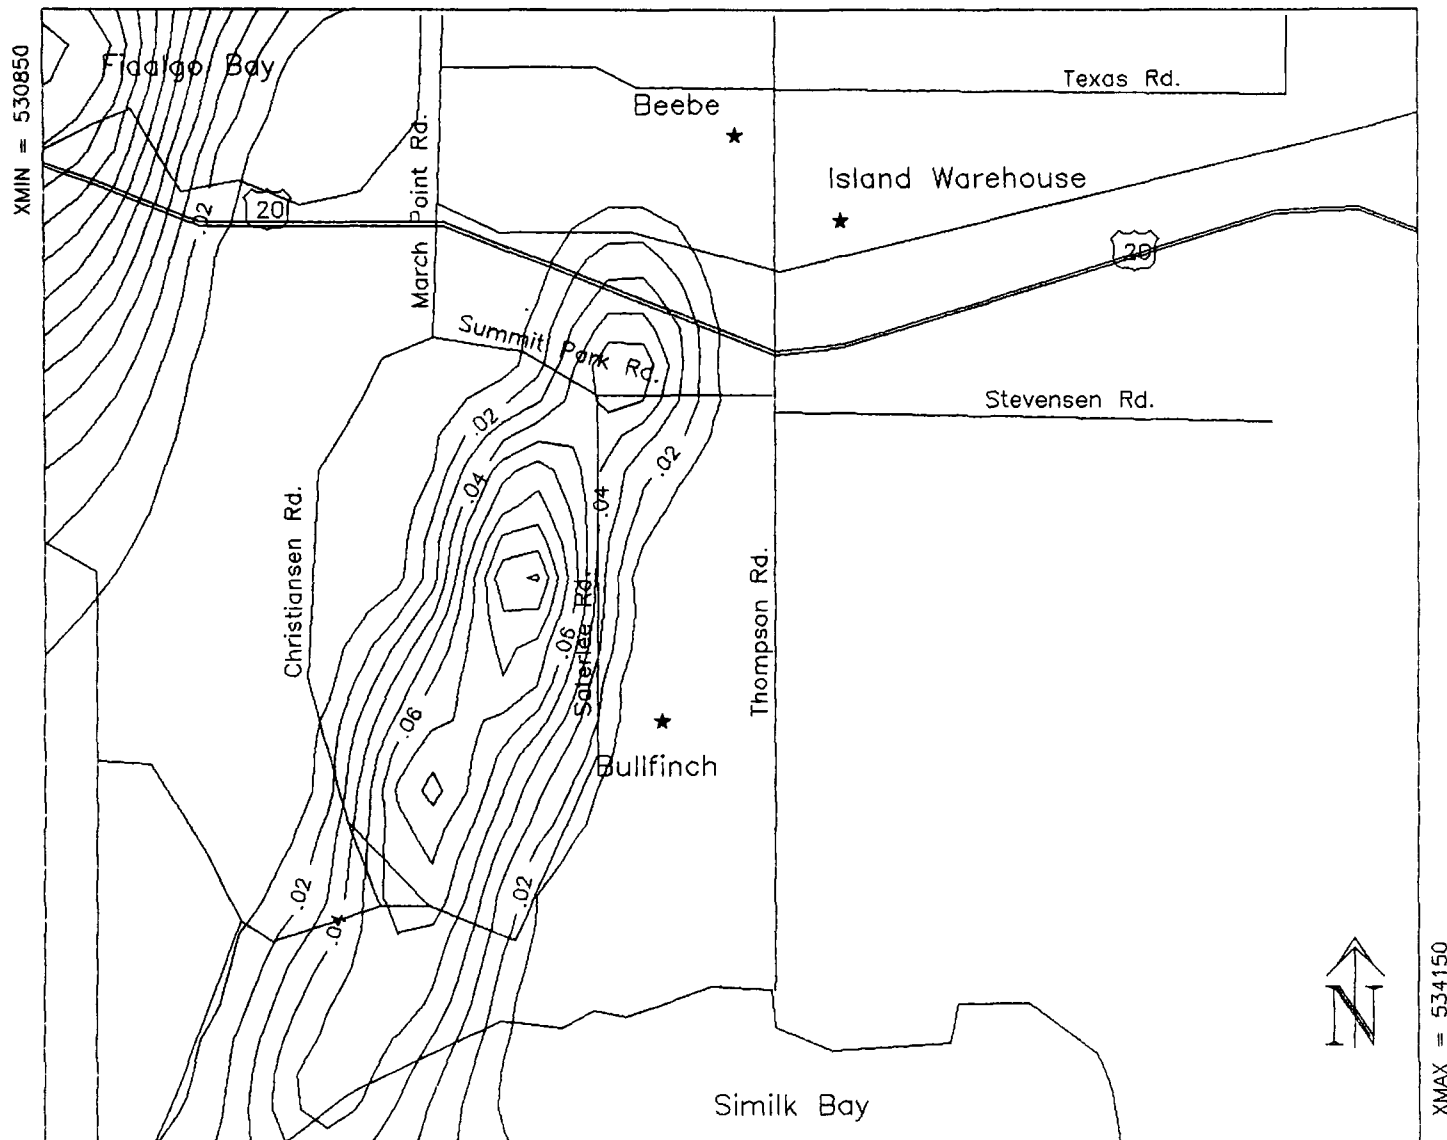 XMIN = 530850
Fidalgo Bay
March Point Rd.
Texas Rd.
Beebe
Island Warehouse
.02
20
20
Summit Park Rd.
Stevensen Rd.
.02
.02
.04
.04
Christiansen Rd.
Saterlee Rd.
Thompson Rd.
.06
.06
Bullfinch
.02
.02
.04
N
Similk Bay
XMAX = 534150